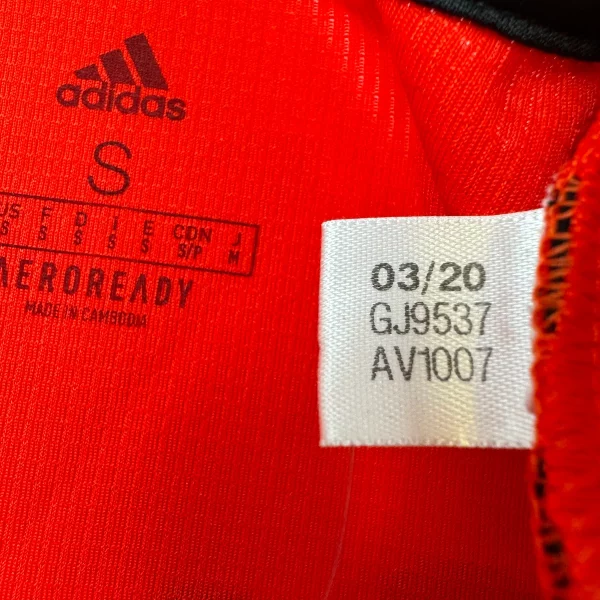 adidas
S
US F D I E CDN J
S S S S S S/P M
AEROREADY
MADE IN CAMBODIA
03/20
GJ9537
AV1007